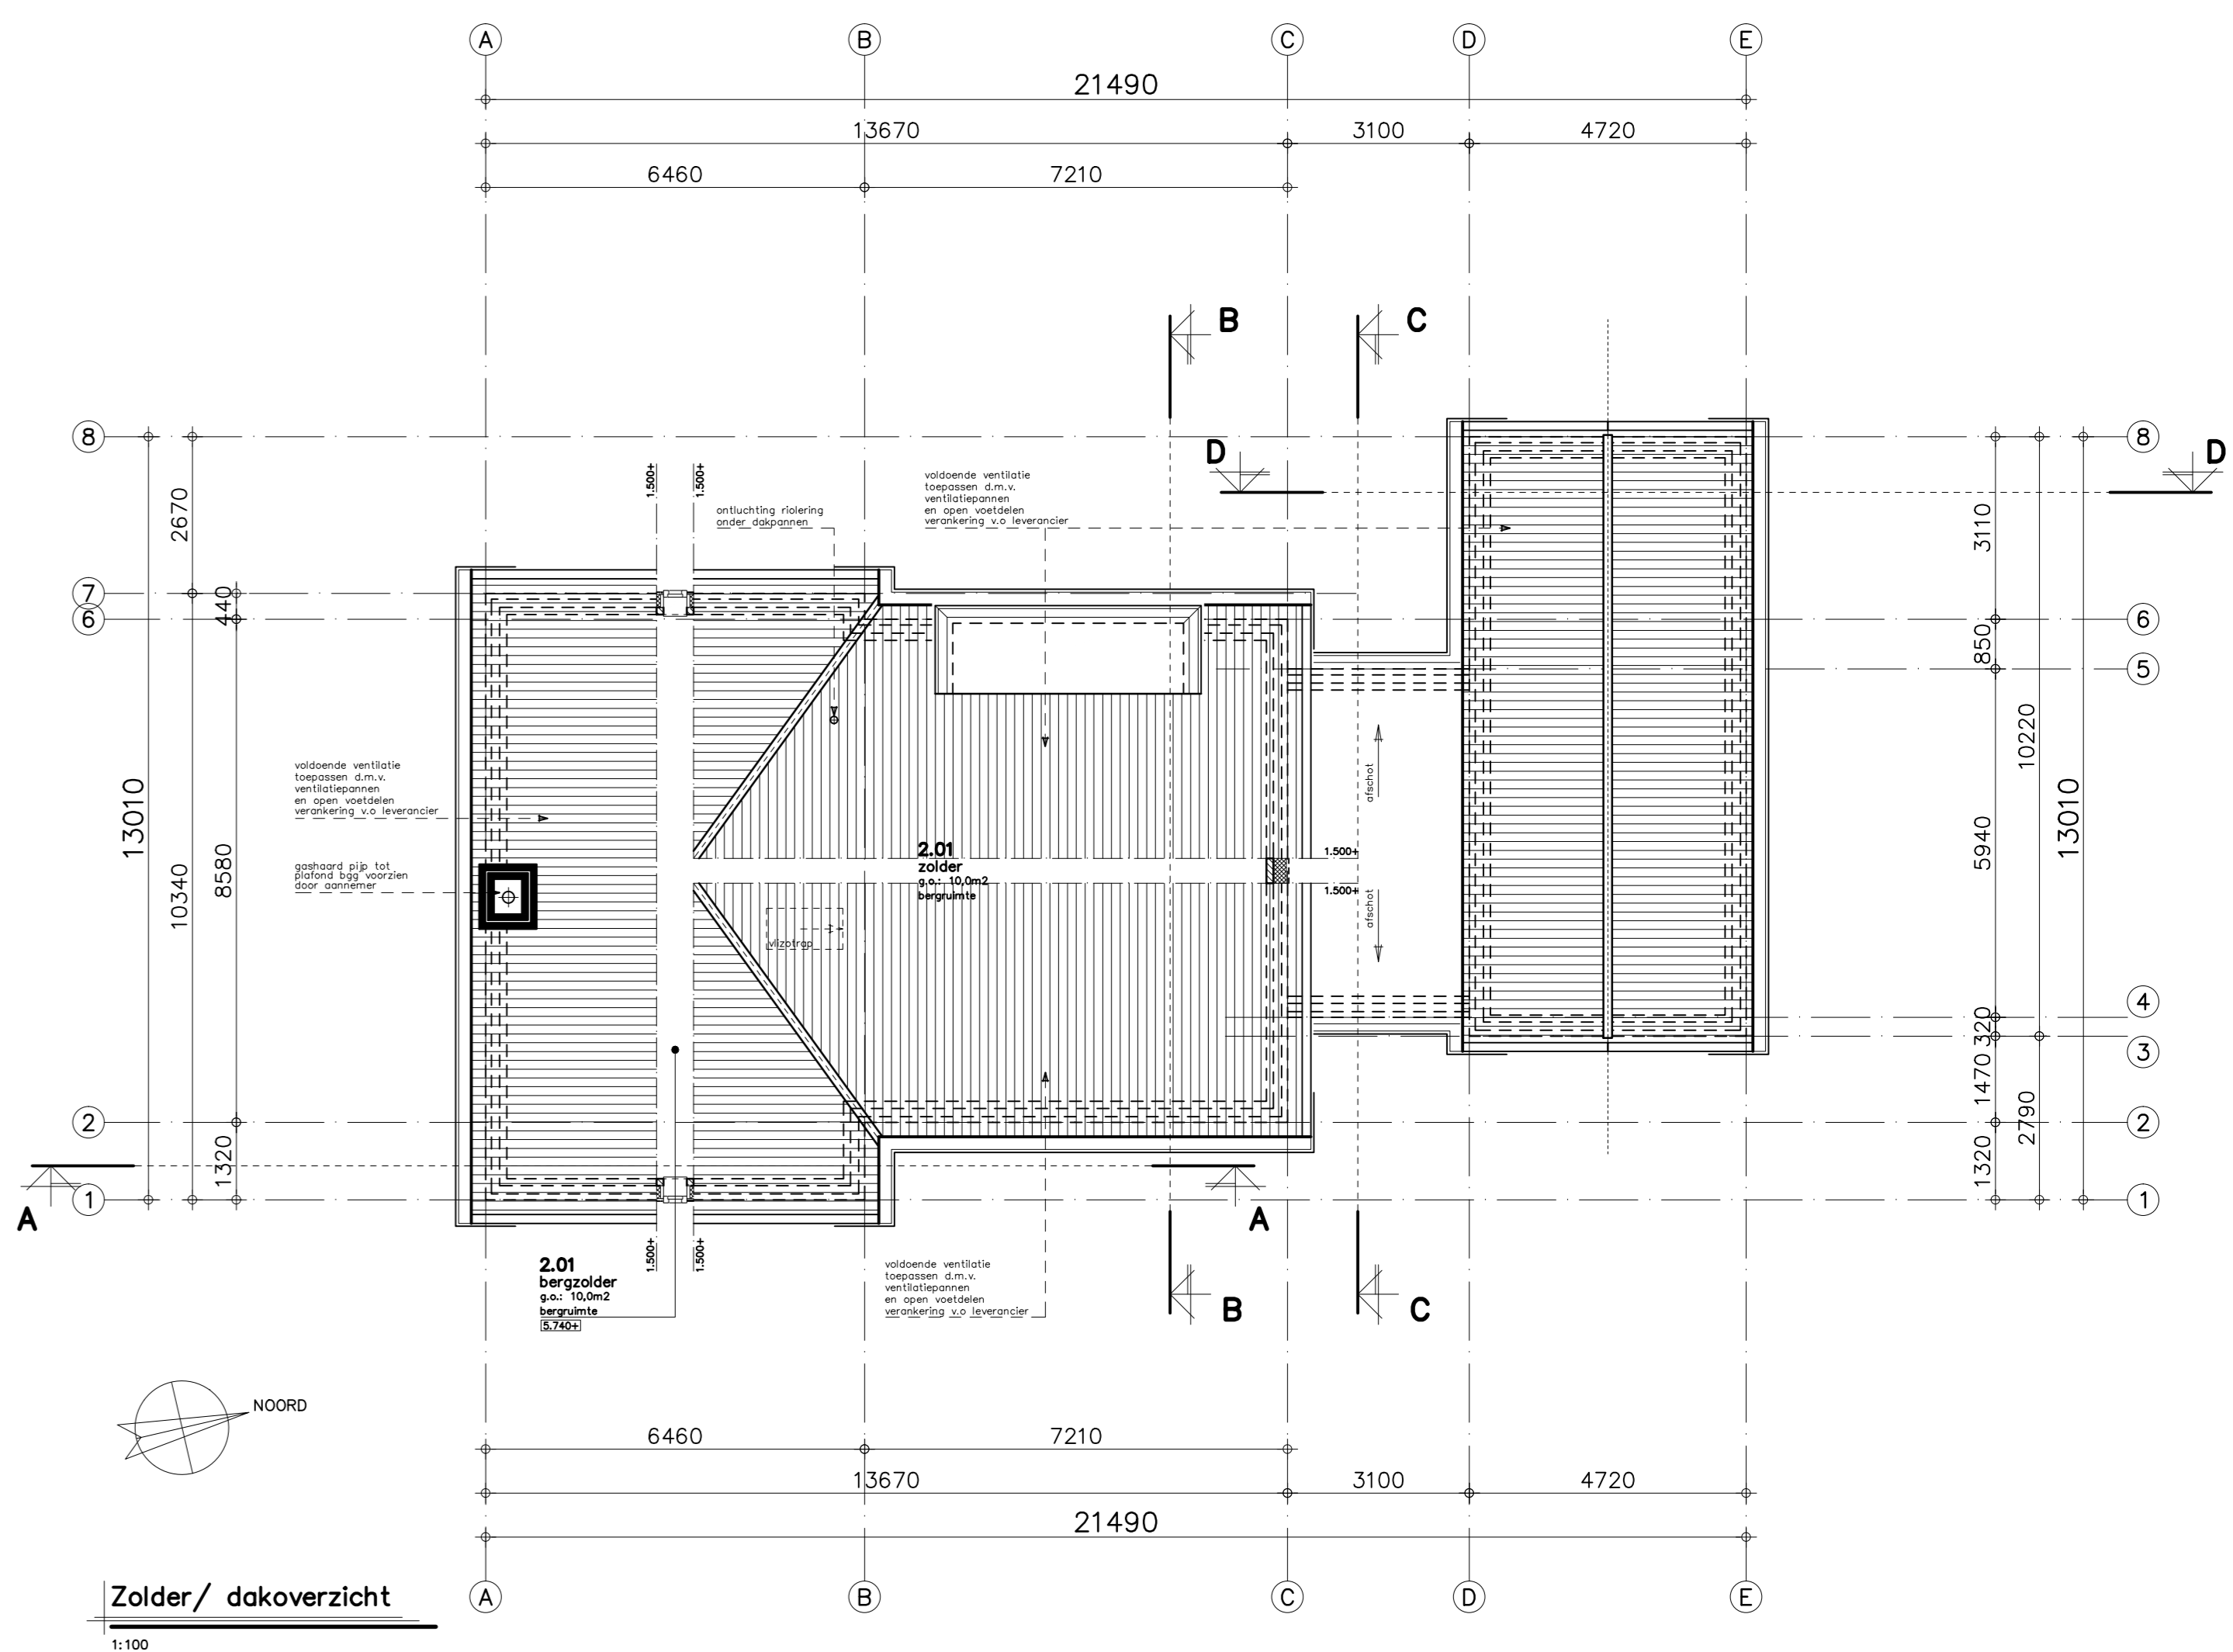 A B C D E
21490
13670 3100 4720
6460 7210
B C
8 8
D D
1.500+ 1.500+
voldoende ventilatie
toepassen d.m.v.
ventilatiepannen
en open voetdelen
verankering v.o leverancier
ontluchting riolering
onder dakpannen
2670 3110
7
440
6 6
850
5
10220
voldoende ventilatie
toepassen d.m.v.
ventilatiepannen
en open voetdelen
verankering v.o leverancier
afschot
13010 13010
8580 5940
10340
gashaard pijp tot
plafond bgg voorzien
door aannemer
2.01
zolder
g.o.: 10,0m2
bergruimte
1.500+
1.500+
afschot
vlizotrap
4
320
3
1470
2 2
2790
1320 1320
1 1
A A
1.500+ 1.500+
2.01
bergzolder
g.o.: 10,0m2
bergruimte
5.740+
voldoende ventilatie
toepassen d.m.v.
ventilatiepannen
en open voetdelen
verankering v.o leverancier
B C
NOORD
6460 7210
13670 3100 4720
21490
A B C D E
Zolder/ dakoverzicht
1:100